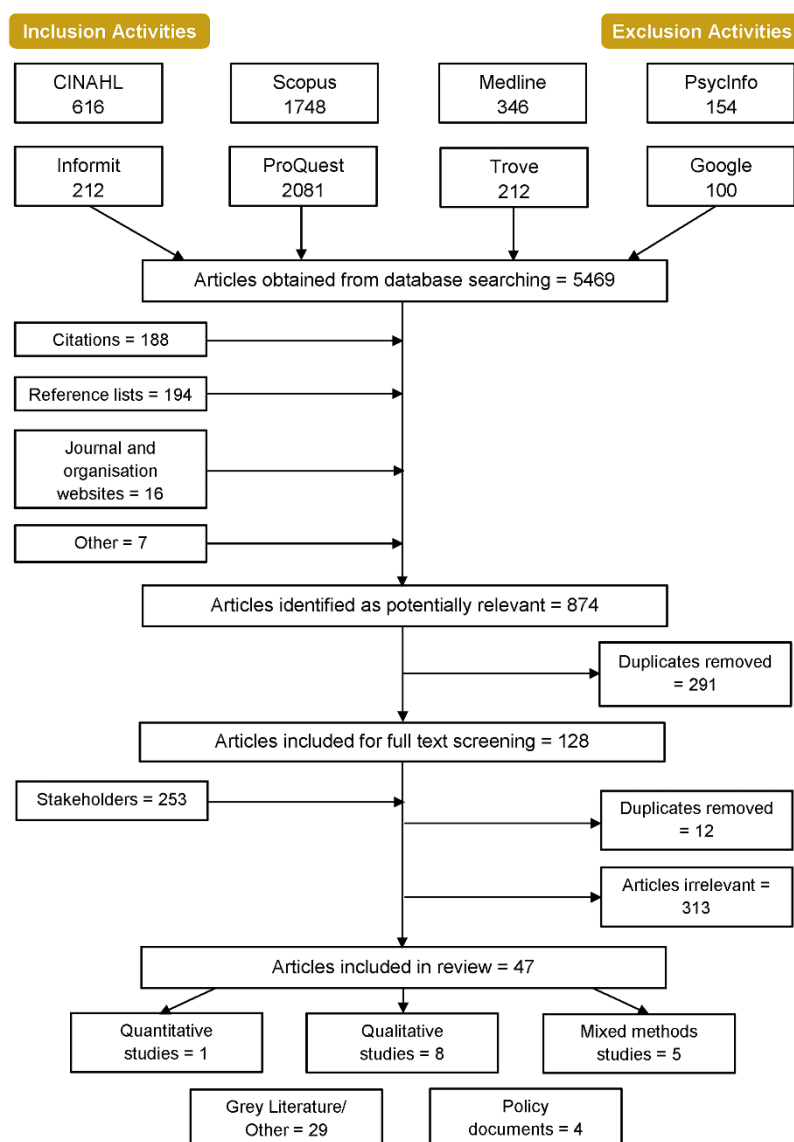 Inclusion Activities
Exclusion Activities
CINAHL
616
Scopus
1748
Medline
346
PsycInfo
154
Informit
212
ProQuest
2081
Trove
212
Google
100
Articles obtained from database searching = 5469
Citations = 188
Reference lists = 194
Journal and
organisation
websites = 16
Other = 7
Articles identified as potentially relevant = 874
Duplicates removed
= 291
Articles included for full text screening = 128
Stakeholders = 253
Duplicates removed
= 12
Articles irrelevant =
313
Articles included in review = 47
Quantitative
studies = 1
Qualitative
studies = 8
Mixed methods
studies = 5
Grey Literature/
Other = 29
Policy
documents = 4